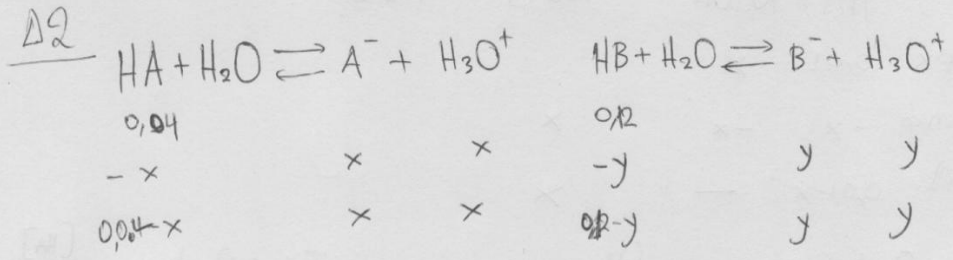 Δ2
HA + H₂O ⇌ A⁻ + H₃O⁺ HB + H₂O ⇌ B⁻ + H₃O⁺
0,04 0,12
- x x x -y y y
0,04-x x x 0,12-y y y